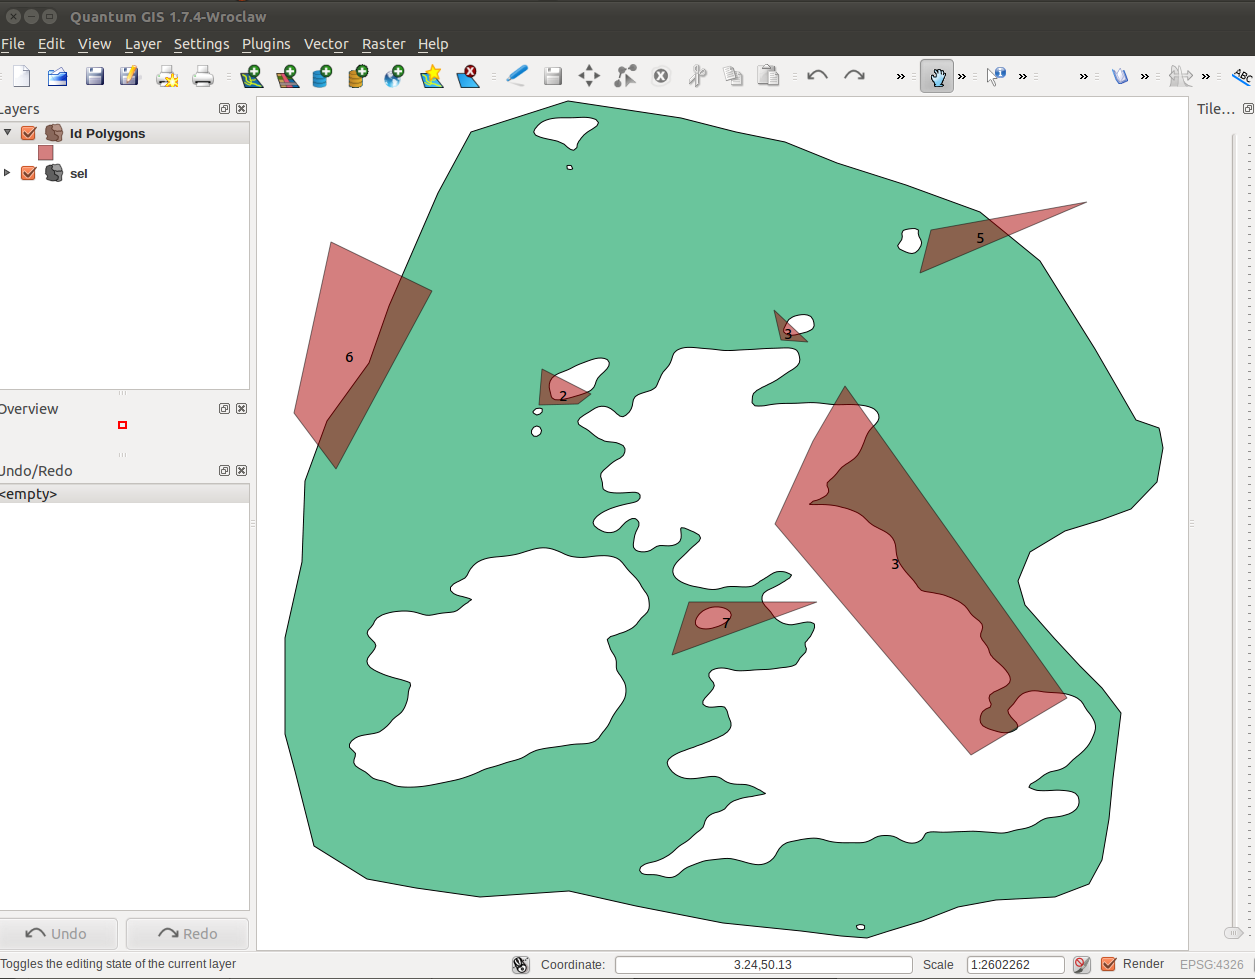 Quantum GIS 1.7.4-Wroclaw
File Edit View Layer Settings Plugins Vector Raster Help
ABC
Layers
Tile...
Id Polygons
sel
5
3
6
2
Overview
Undo/Redo
<empty>
3
7
Undo Redo
Toggles the editing state of the current layer Coordinate: 3.24,50.13 Scale 1:2602262 Render EPSG:4326